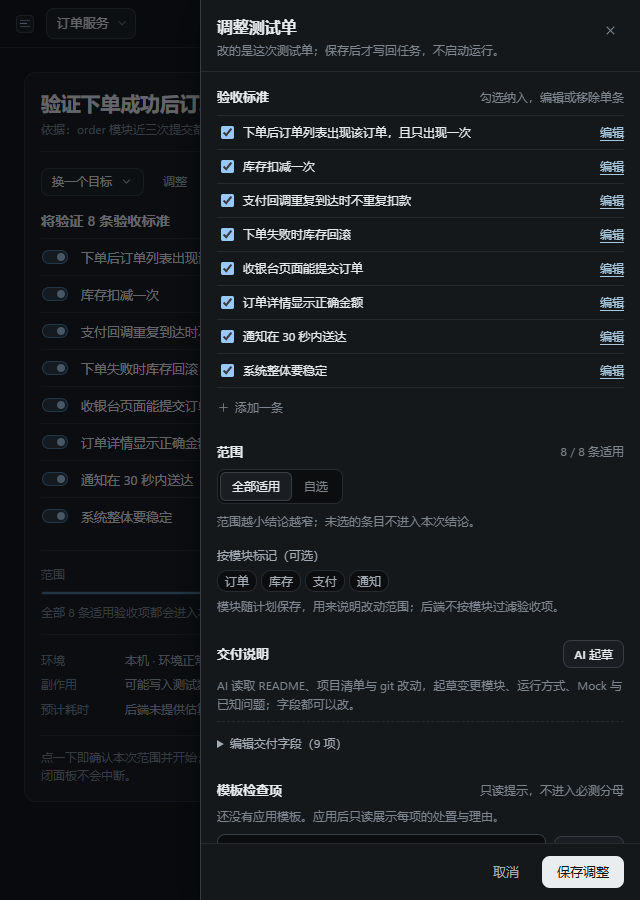 订单服务
验证下单成功后订
依据：order 模块近三次提交
换一个目标
调整
将验证 8 条验收标准
下单后订单列表出现
库存扣减一次
支付回调重复到达时
下单失败时库存回滚
收银台页面能提交订
订单详情显示正确金
通知在 30 秒内送达
系统整体要稳定
范围
全部 8 条适用验收项都会进入
环境 本机 · 环境正常
副作用 可能写入测试
预计耗时 后端未提供估
点一下即确认本次范围并开始；
闭面板不会中断。
调整测试单
改的是这次测试单；保存后才写回任务，不启动运行。
验收标准 勾选纳入，编辑或移除单条
下单后订单列表出现该订单，且只出现一次 编辑
库存扣减一次 编辑
支付回调重复到达时不重复扣款 编辑
下单失败时库存回滚 编辑
收银台页面能提交订单 编辑
订单详情显示正确金额 编辑
通知在 30 秒内送达 编辑
系统整体要稳定 编辑
＋ 添加一条
范围 8 / 8 条适用
全部适用 自选
范围越小结论越窄；未选的条目不进入本次结论。
按模块标记（可选）
订单 库存 支付 通知
模块随计划保存，用来说明改动范围；后端不按模块过滤验收项。
交付说明 AI 起草
AI 读取 README、项目清单与 git 改动，起草变更模块、运行方式、Mock 与
已知问题；字段都可以改。
编辑交付字段（9 项）
模板检查项 只读提示，不进入必测分母
还没有应用模板。应用后只读展示每项的处置与理由。
取消 保存调整